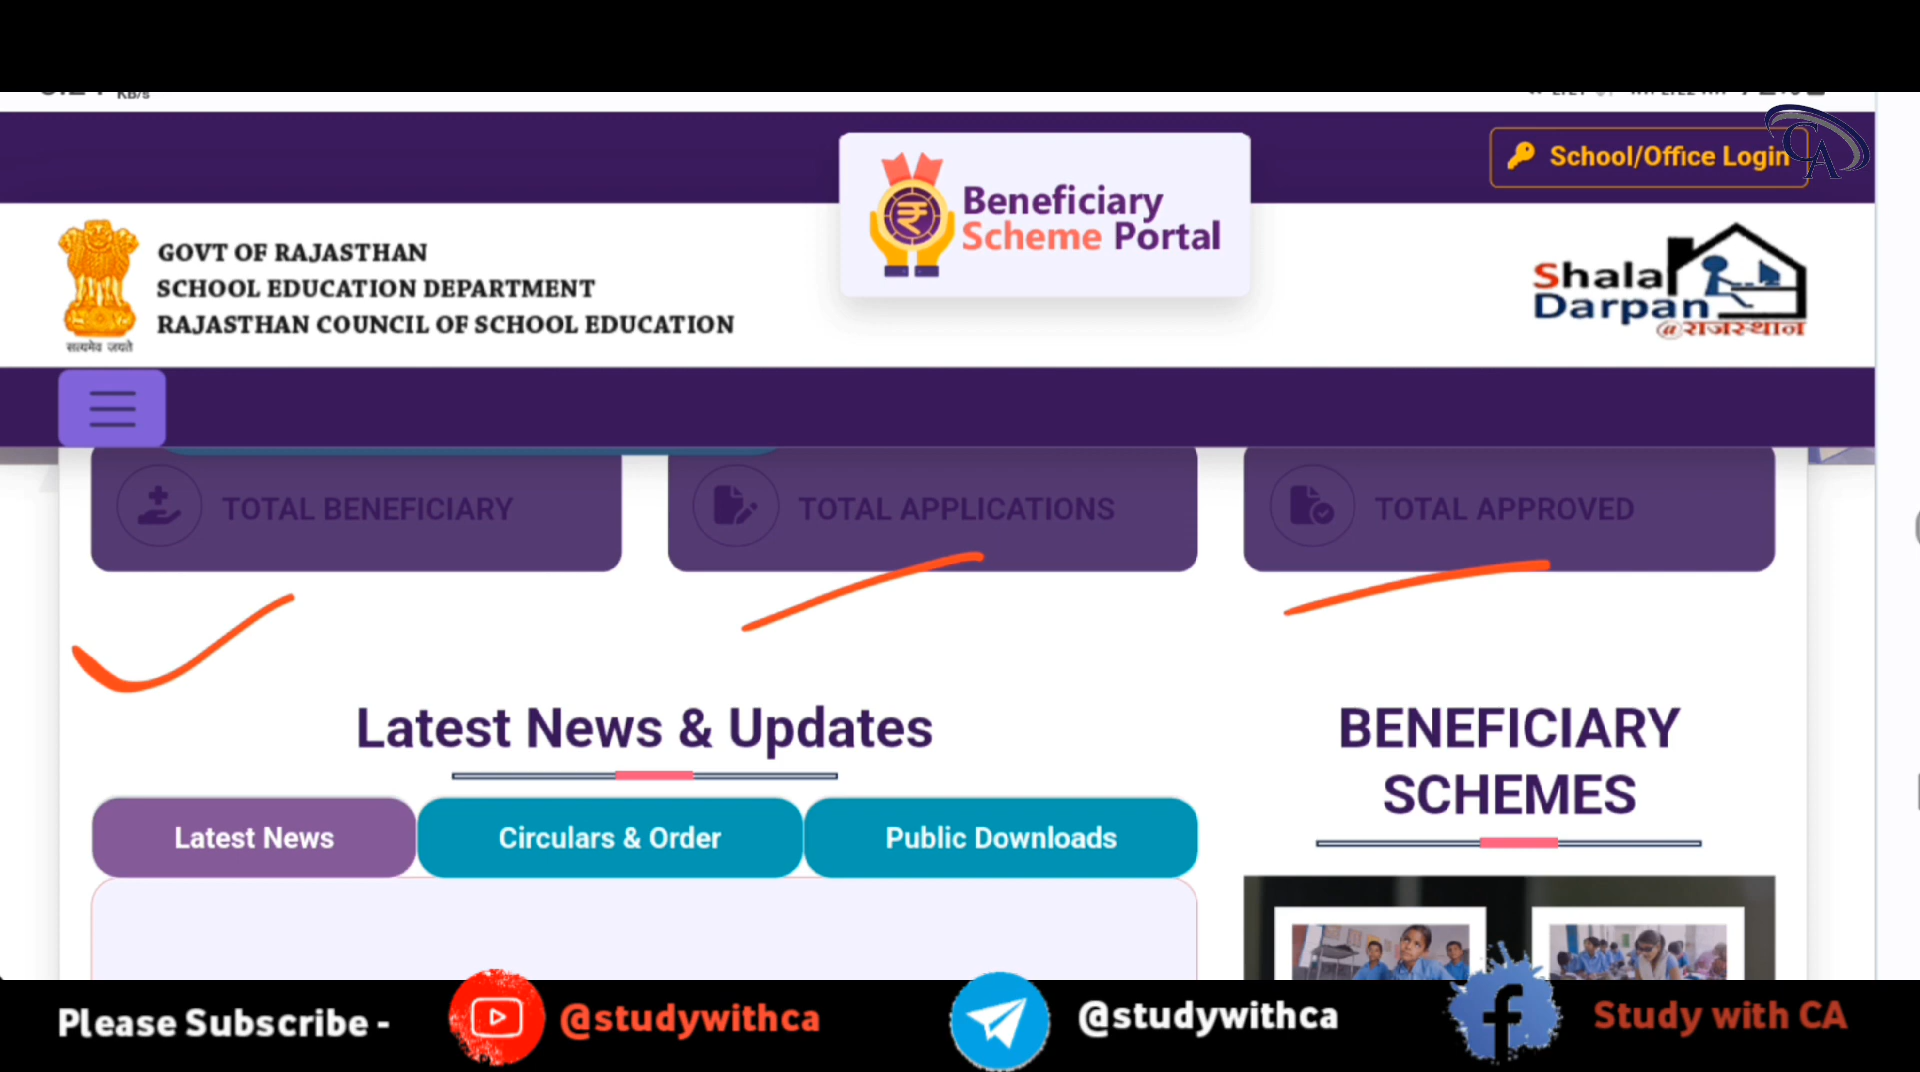 KB/s
School/Office Login
CA
Beneficiary
Scheme Portal
GOVT OF RAJASTHAN
SCHOOL EDUCATION DEPARTMENT
RAJASTHAN COUNCIL OF SCHOOL EDUCATION
सत्यमेव जयते
Shala
Darpan
@राजस्थान
TOTAL BENEFICIARY
TOTAL APPLICATIONS
TOTAL APPROVED
Latest News & Updates
BENEFICIARY
SCHEMES
Latest News
Circulars & Order
Public Downloads
Please Subscribe -
@studywithca
@studywithca
Study with CA